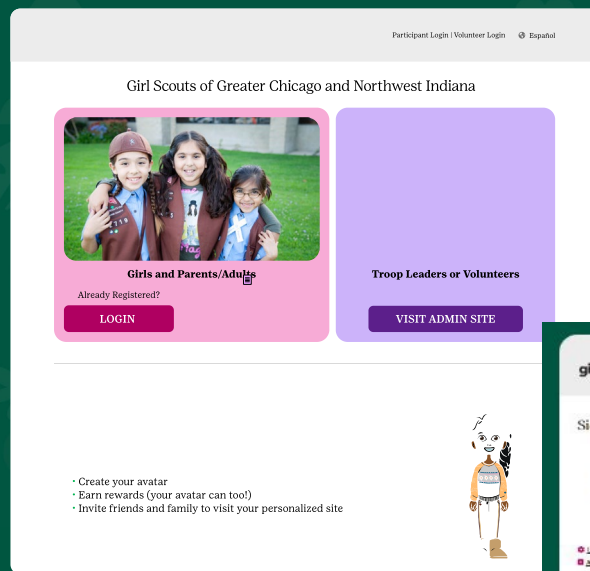 Participant Login | Volunteer Login Español
Girl Scouts of Greater Chicago and Northwest Indiana
Girls and Parents/Adults
Already Registered?
LOGIN
Troop Leaders or Volunteers
VISIT ADMIN SITE
• Create your avatar
• Earn rewards (your avatar can too!)
• Invite friends and family to visit your personalized site